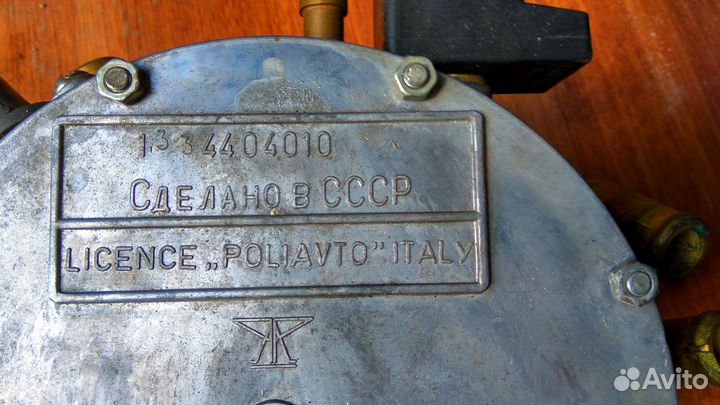 1334404010
СДЕЛАНО В СССР
LICENCE „POLIAVTO" ITALY
Avito